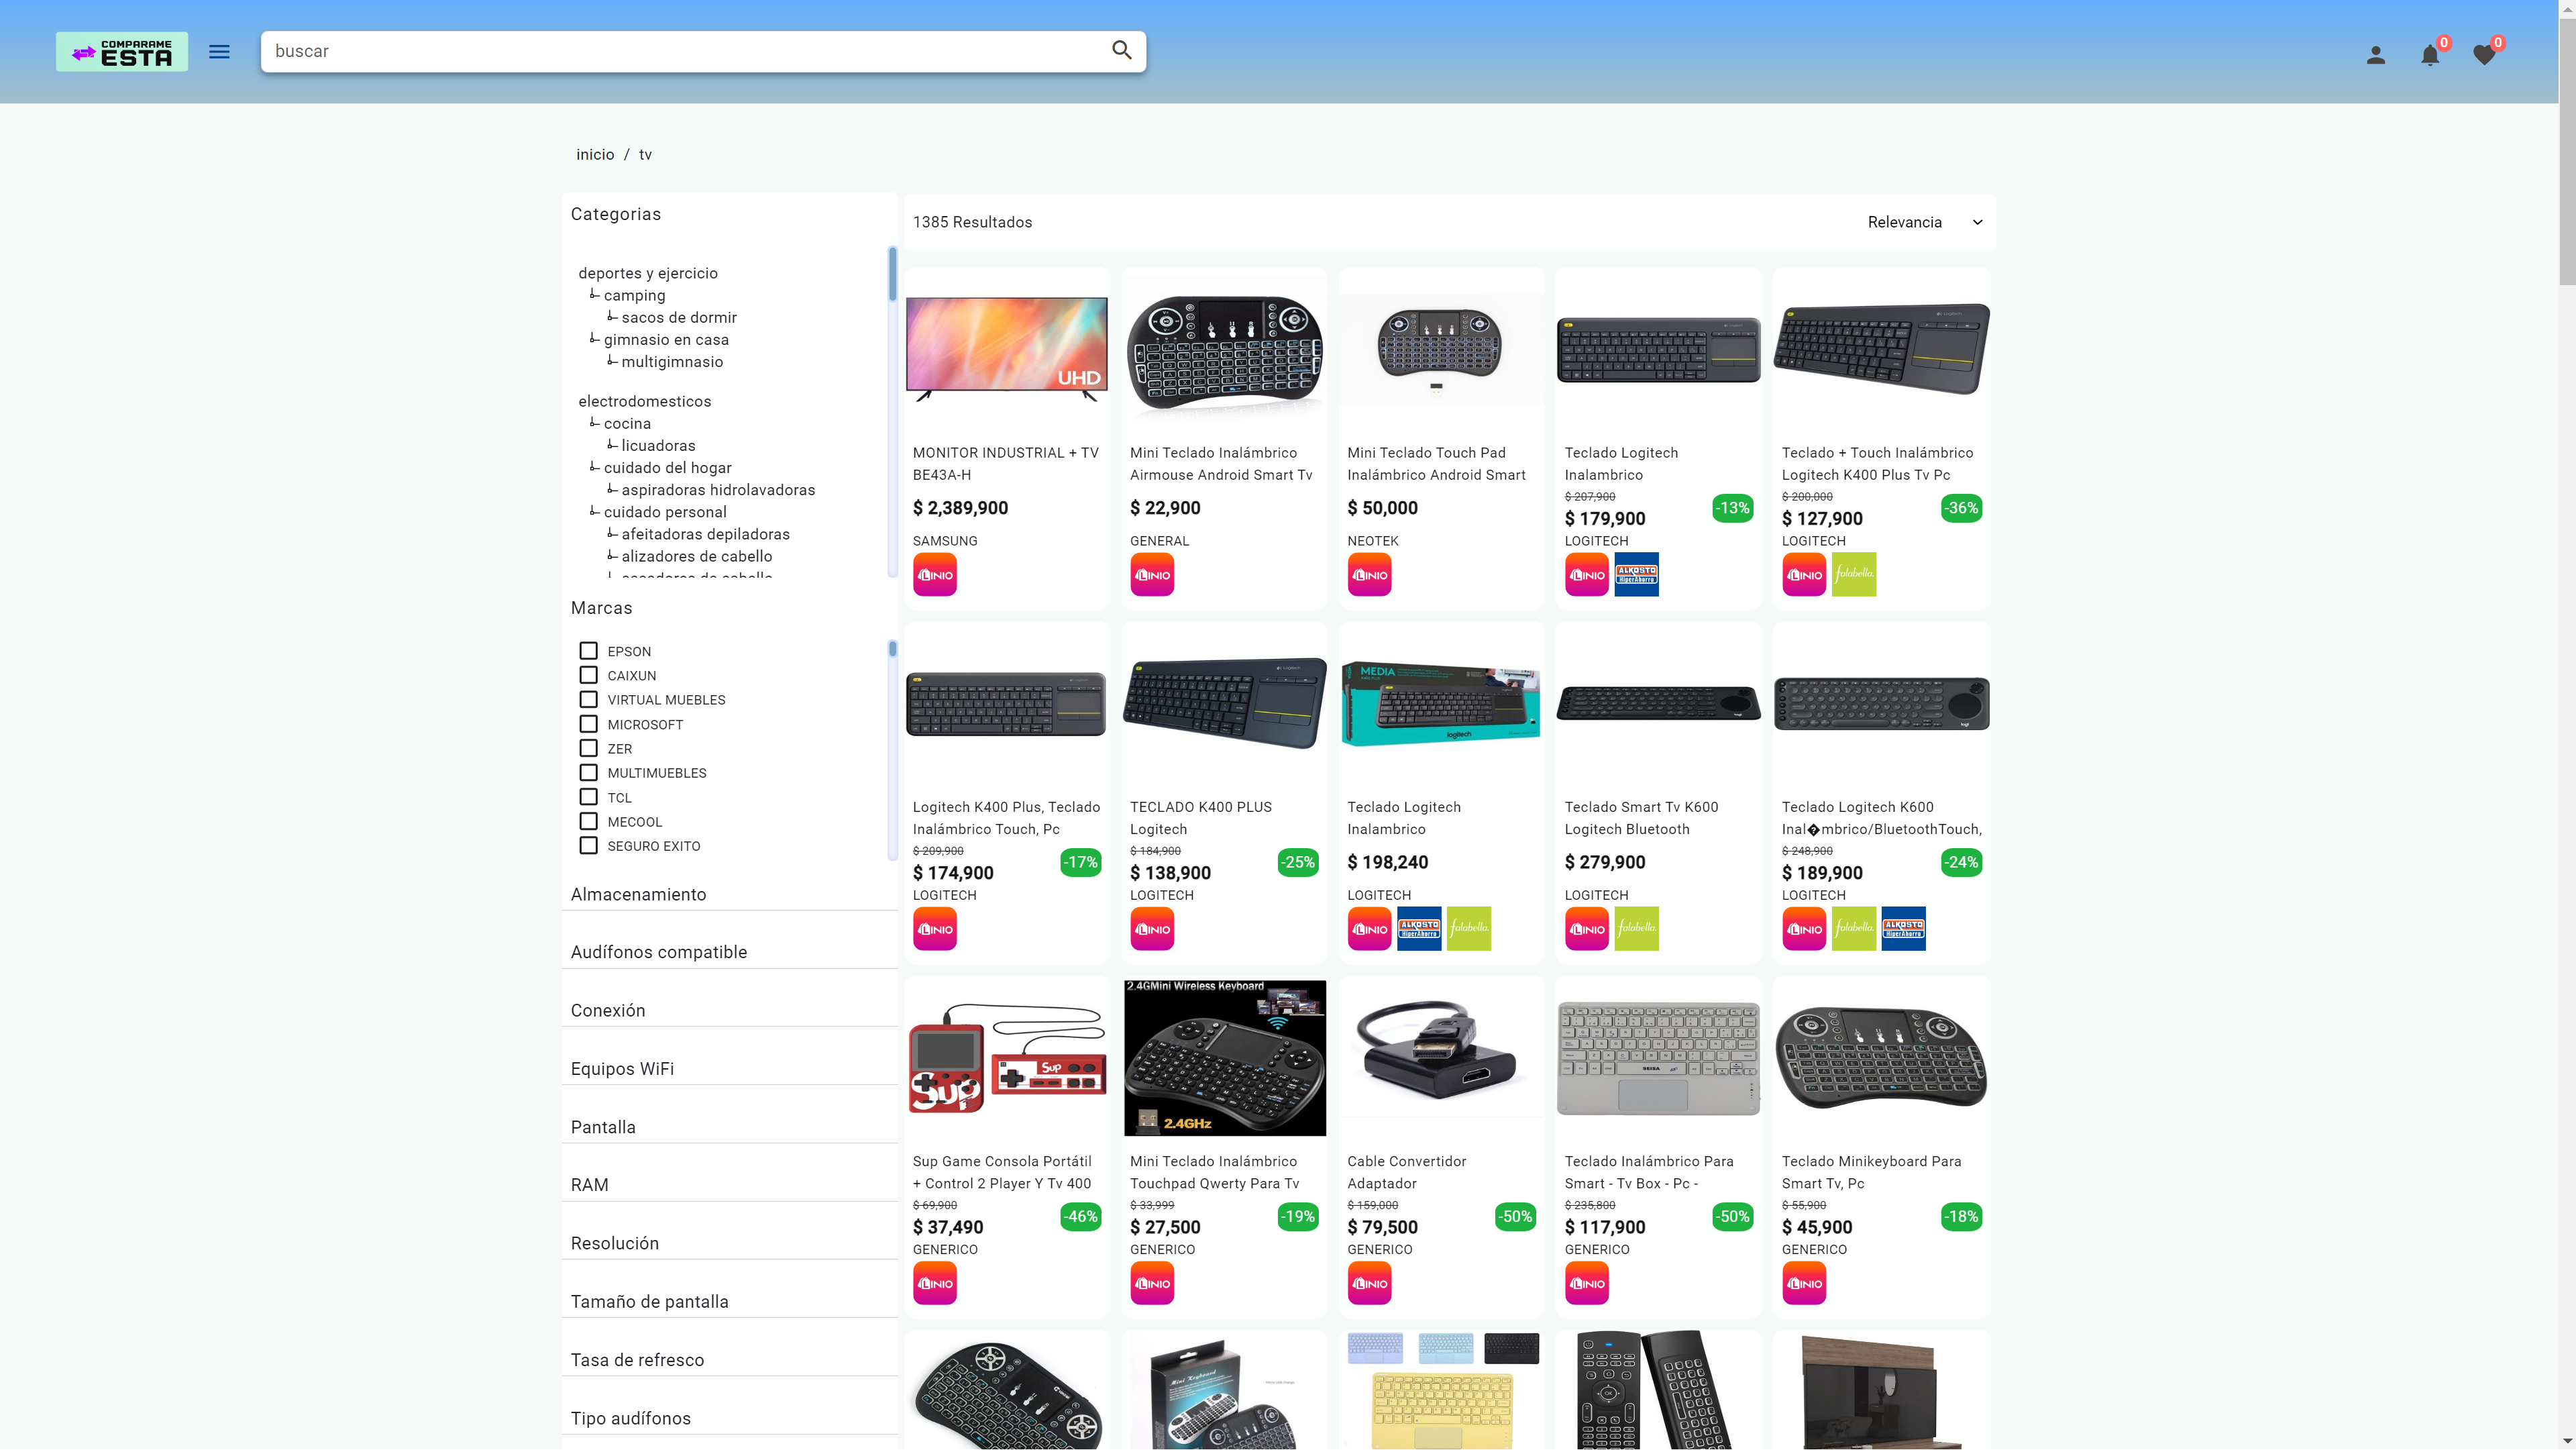 COMPARAME
ESTA
buscar
0
0
inicio / tv
Categorias
deportes y ejercicio
camping
sacos de dormir
gimnasio en casa
multigimnasio
electrodomesticos
cocina
licuadoras
cuidado del hogar
aspiradoras hidrolavadoras
cuidado personal
afeitadoras depiladoras
alizadores de cabello
Marcas
EPSON
CAIXUN
VIRTUAL MUEBLES
MICROSOFT
ZER
MULTIMUEBLES
TCL
MECOOL
SEGURO EXITO
Almacenamiento
Audífonos compatible
Conexión
Equipos WiFi
Pantalla
RAM
Resolución
Tamaño de pantalla
Tasa de refresco
Tipo audífonos
1385 Resultados
Relevancia
UHD
MONITOR INDUSTRIAL + TV
BE43A-H
$ 2,389,900
SAMSUNG
LINIO
Mini Teclado Inalámbrico
Airmouse Android Smart Tv
$ 22,900
GENERAL
LINIO
Mini Teclado Touch Pad
Inalámbrico Android Smart
$ 50,000
NEOTEK
LINIO
Teclado Logitech
Inalambrico
$ 207,900
$ 179,900
-13%
LOGITECH
LINIO
ALKOSTO
HiperAhorro
Teclado + Touch Inalámbrico
Logitech K400 Plus Tv Pc
$ 200,000
$ 127,900
-36%
LOGITECH
LINIO
falabella.
Logitech K400 Plus, Teclado
Inalámbrico Touch, Pc
$ 209,900
$ 174,900
-17%
LOGITECH
LINIO
TECLADO K400 PLUS
Logitech
$ 184,900
$ 138,900
-25%
LOGITECH
LINIO
MEDIA
logitech
Teclado Logitech
Inalambrico
$ 198,240
LOGITECH
LINIO
ALKOSTO
HiperAhorro
falabella.
Teclado Smart Tv K600
Logitech Bluetooth
$ 279,900
LOGITECH
LINIO
falabella.
Teclado Logitech K600
Inal�mbrico/BluetoothTouch,
$ 248,900
$ 189,900
-24%
LOGITECH
LINIO
falabella.
ALKOSTO
HiperAhorro
Sup
Sup
Sup Game Consola Portátil
+ Control 2 Player Y Tv 400
$ 69,900
$ 37,490
-46%
GENERICO
LINIO
2.4GMini Wireless Keyboard
2.4GHz
Mini Teclado Inalámbrico
Touchpad Qwerty Para Tv
$ 33,999
$ 27,500
-19%
GENERICO
LINIO
Cable Convertidor
Adaptador
$ 159,000
$ 79,500
-50%
GENERICO
LINIO
SEISA
Teclado Inalámbrico Para
Smart - Tv Box - Pc -
$ 235,800
$ 117,900
-50%
GENERICO
LINIO
Teclado Minikeyboard Para
Smart Tv, Pc
$ 55,900
$ 45,900
-18%
GENERICO
LINIO
Mini Keyboard
OK